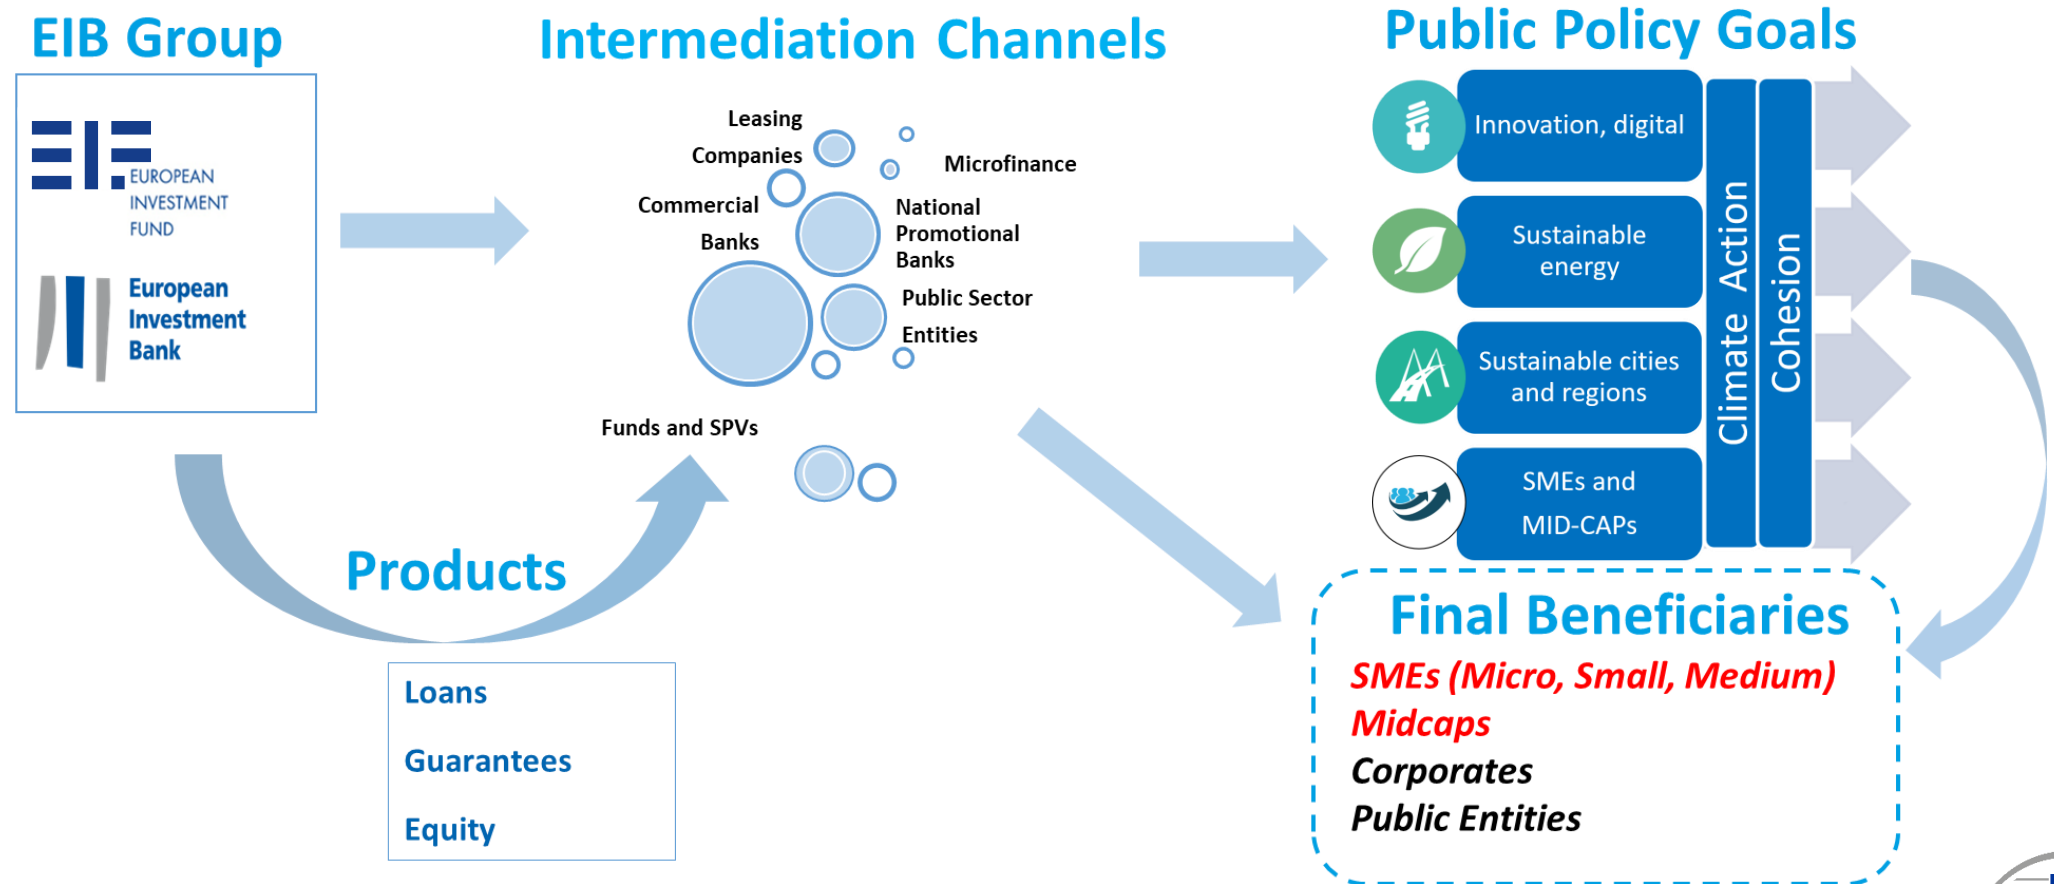 EIB Group
EIF
EUROPEAN
INVESTMENT
FUND
European
Investment
Bank
Products
Loans
Guarantees
Equity
Intermediation Channels
Leasing
Companies
Microfinance
Commercial
Banks
National
Promotional
Banks
Public Sector
Entities
Funds and SPVs
Public Policy Goals
Innovation, digital
Sustainable
energy
Sustainable cities
and regions
SMEs and
MID-CAPs
Climate Action
Cohesion
Final Beneficiaries
SMEs (Micro, Small, Medium)
Midcaps
Corporates
Public Entities